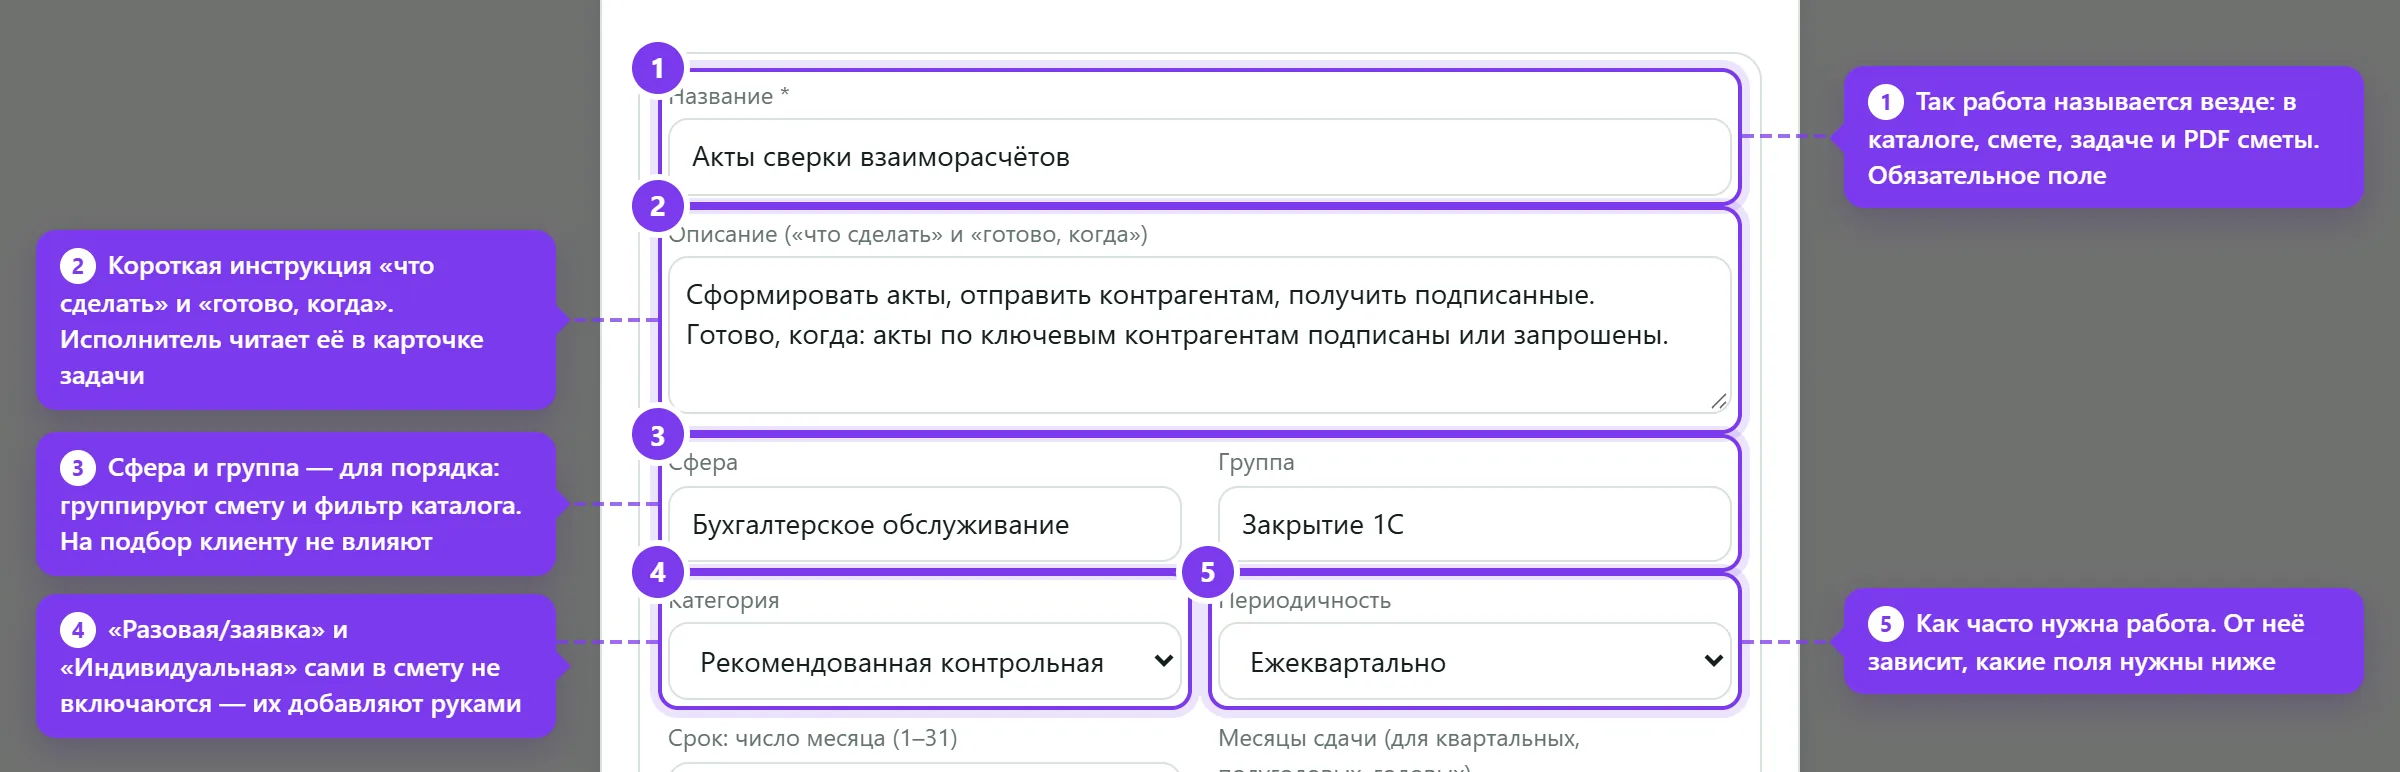 1
Название *
Акты сверки взаиморасчётов
1 Так работа называется везде: в
каталоге, смете, задаче и PDF сметы.
Обязательное поле
2
Описание («что сделать» и «готово, когда»)
Сформировать акты, отправить контрагентам, получить подписанные.
Готово, когда: акты по ключевым контрагентам подписаны или запрошены.
2 Короткая инструкция «что
сделать» и «готово, когда».
Исполнитель читает её в карточке
задачи
3
Сфера
Группа
Бухгалтерское обслуживание
Закрытие 1С
3 Сфера и группа — для порядка:
группируют смету и фильтр каталога.
На подбор клиенту не влияют
4
5
Категория
Периодичность
Рекомендованная контрольная
Ежеквартально
4 «Разовая/заявка» и
«Индивидуальная» сами в смету не
включаются — их добавляют руками
5 Как часто нужна работа. От неё
зависит, какие поля нужны ниже
Срок: число месяца (1–31)
Месяцы сдачи (для квартальных,